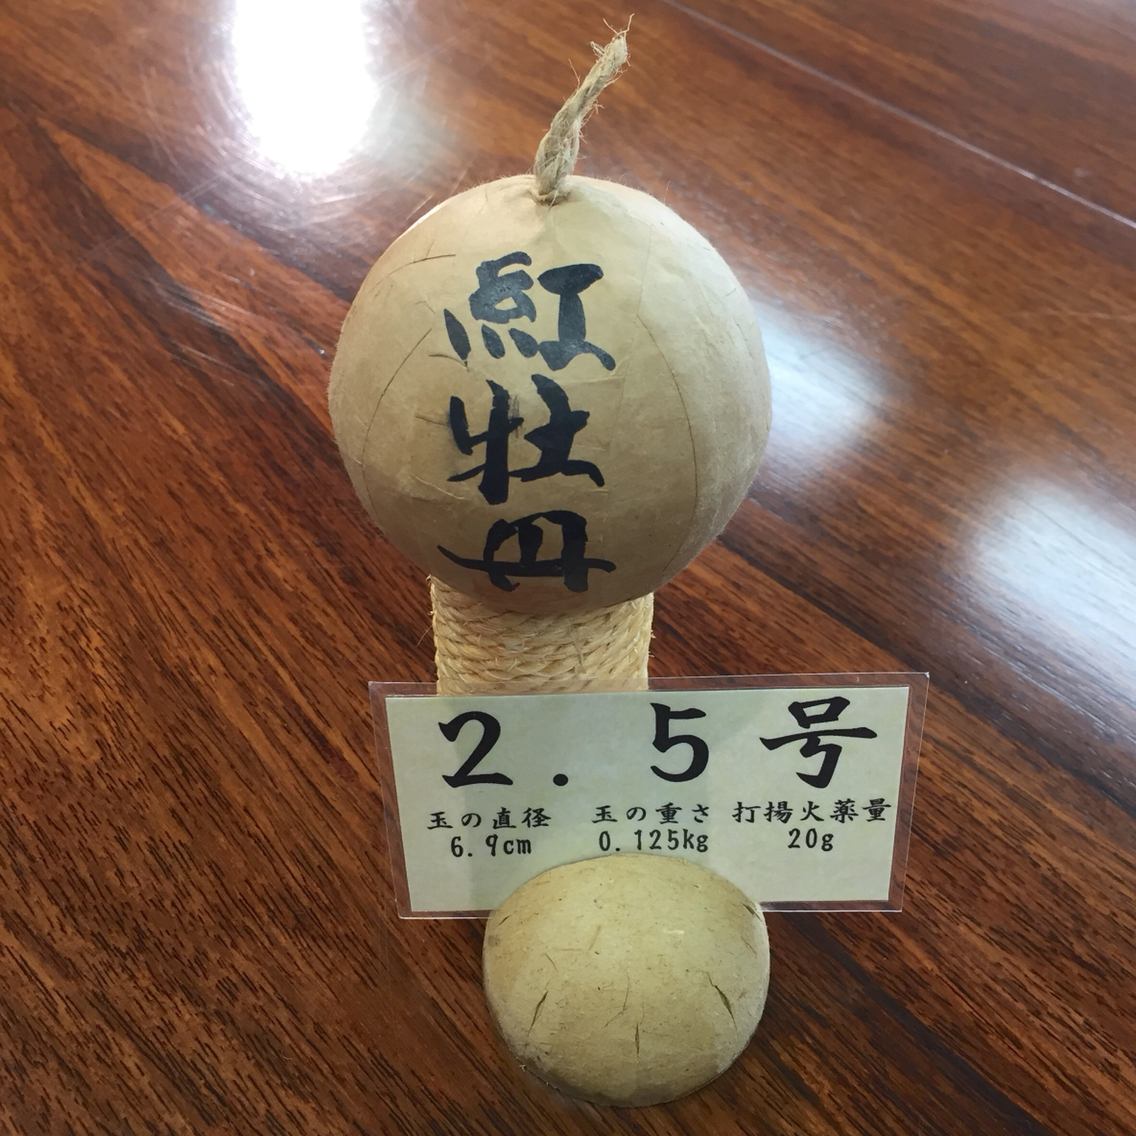 紅牡丹
2.5号
玉の直径 玉の重さ 打揚火薬量
6.9cm 0.125kg 20g